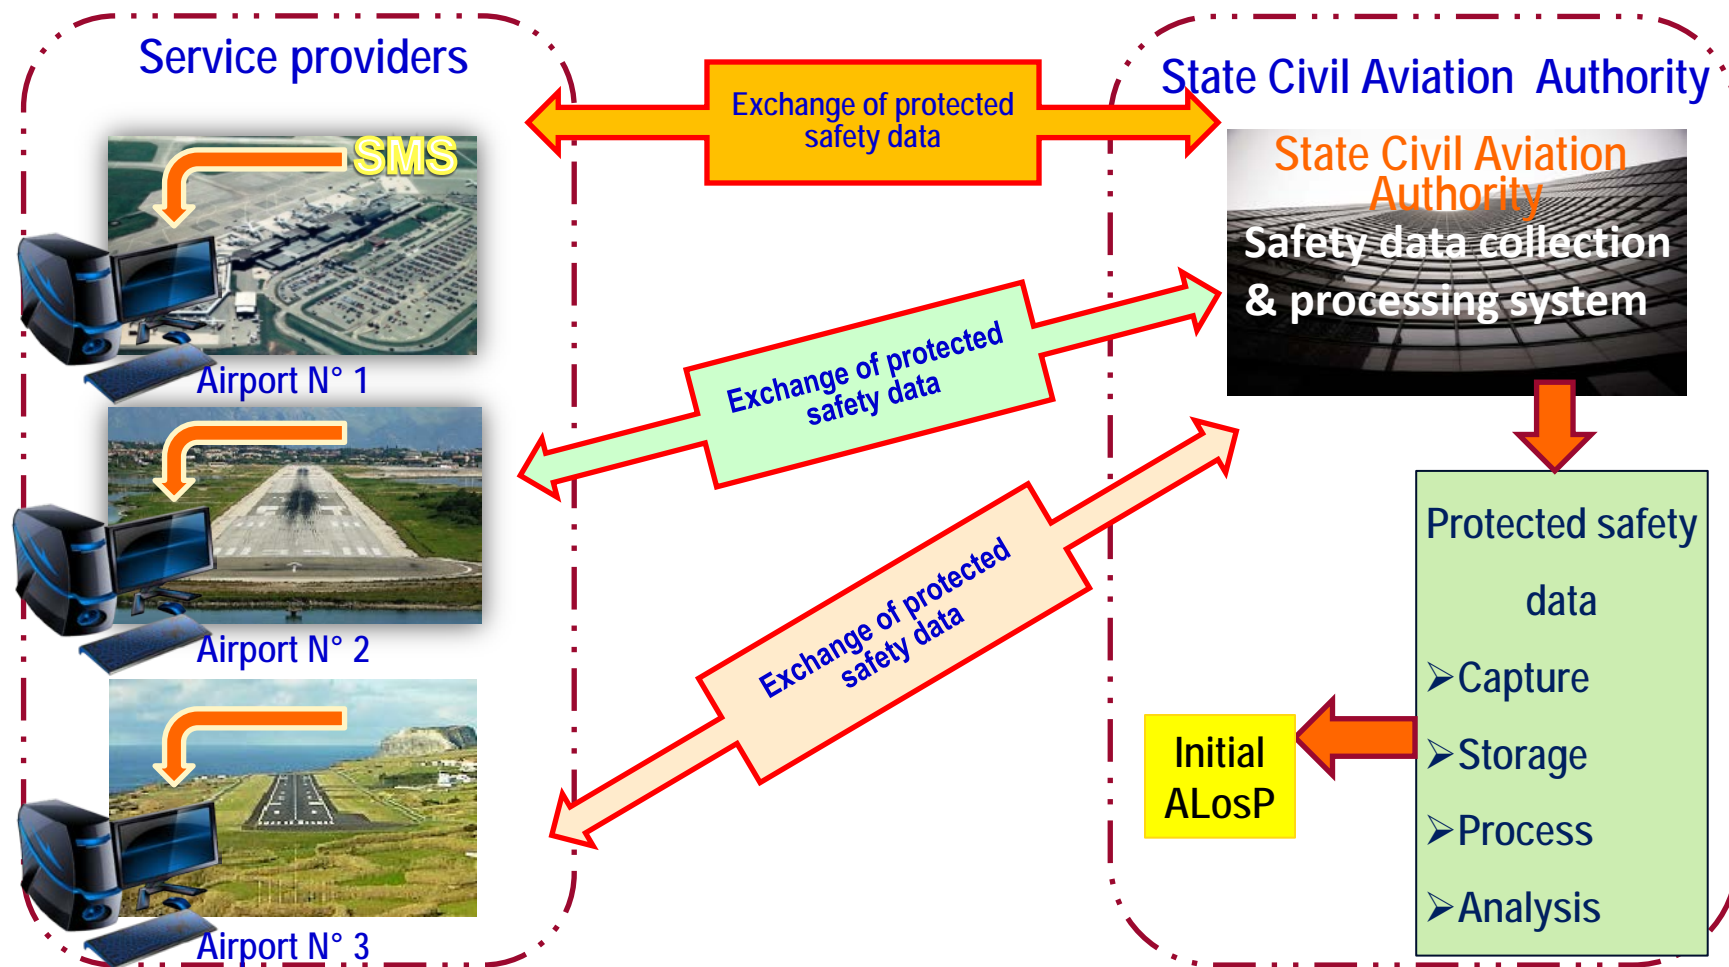 Service providers
SMS
Airport N° 1
Airport N° 2
Airport N° 3
Exchange of protected
safety data
Exchange of protected
safety data
Exchange of protected
safety data
State Civil Aviation Authority
State Civil Aviation
Authority
Safety data collection
& processing system
Protected safety
data
➢Capture
➢Storage
➢Process
➢Analysis
Initial
ALosP